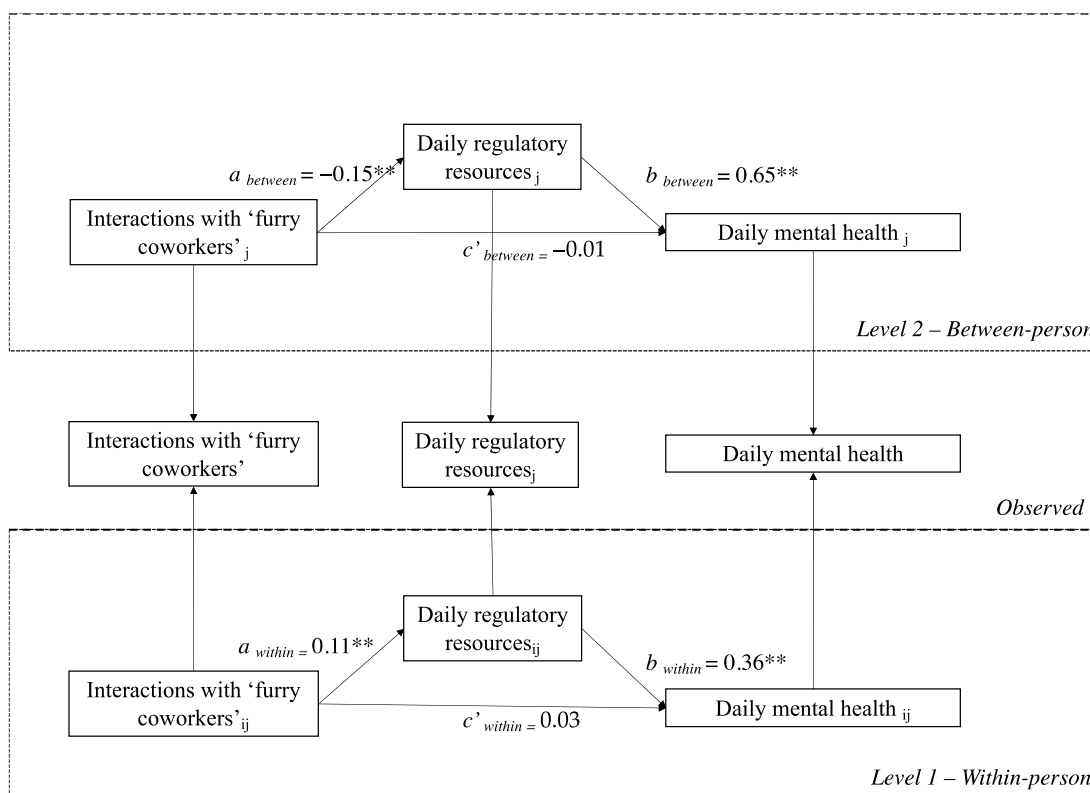 Daily regulatory
resources j
a between = −0.15**
b between = 0.65**
Interactions with ‘furry
coworkers’ j
Daily mental health j
c’ between = −0.01
Level 2 – Between-person
Interactions with ‘furry
coworkers’
Daily regulatory
resourcesj
Daily mental health
Observed
Daily regulatory
resourcesij
a within = 0.11**
b within = 0.36**
Interactions with ‘furry
coworkers’ij
Daily mental health ij
c’ within = 0.03
Level 1 – Within-person